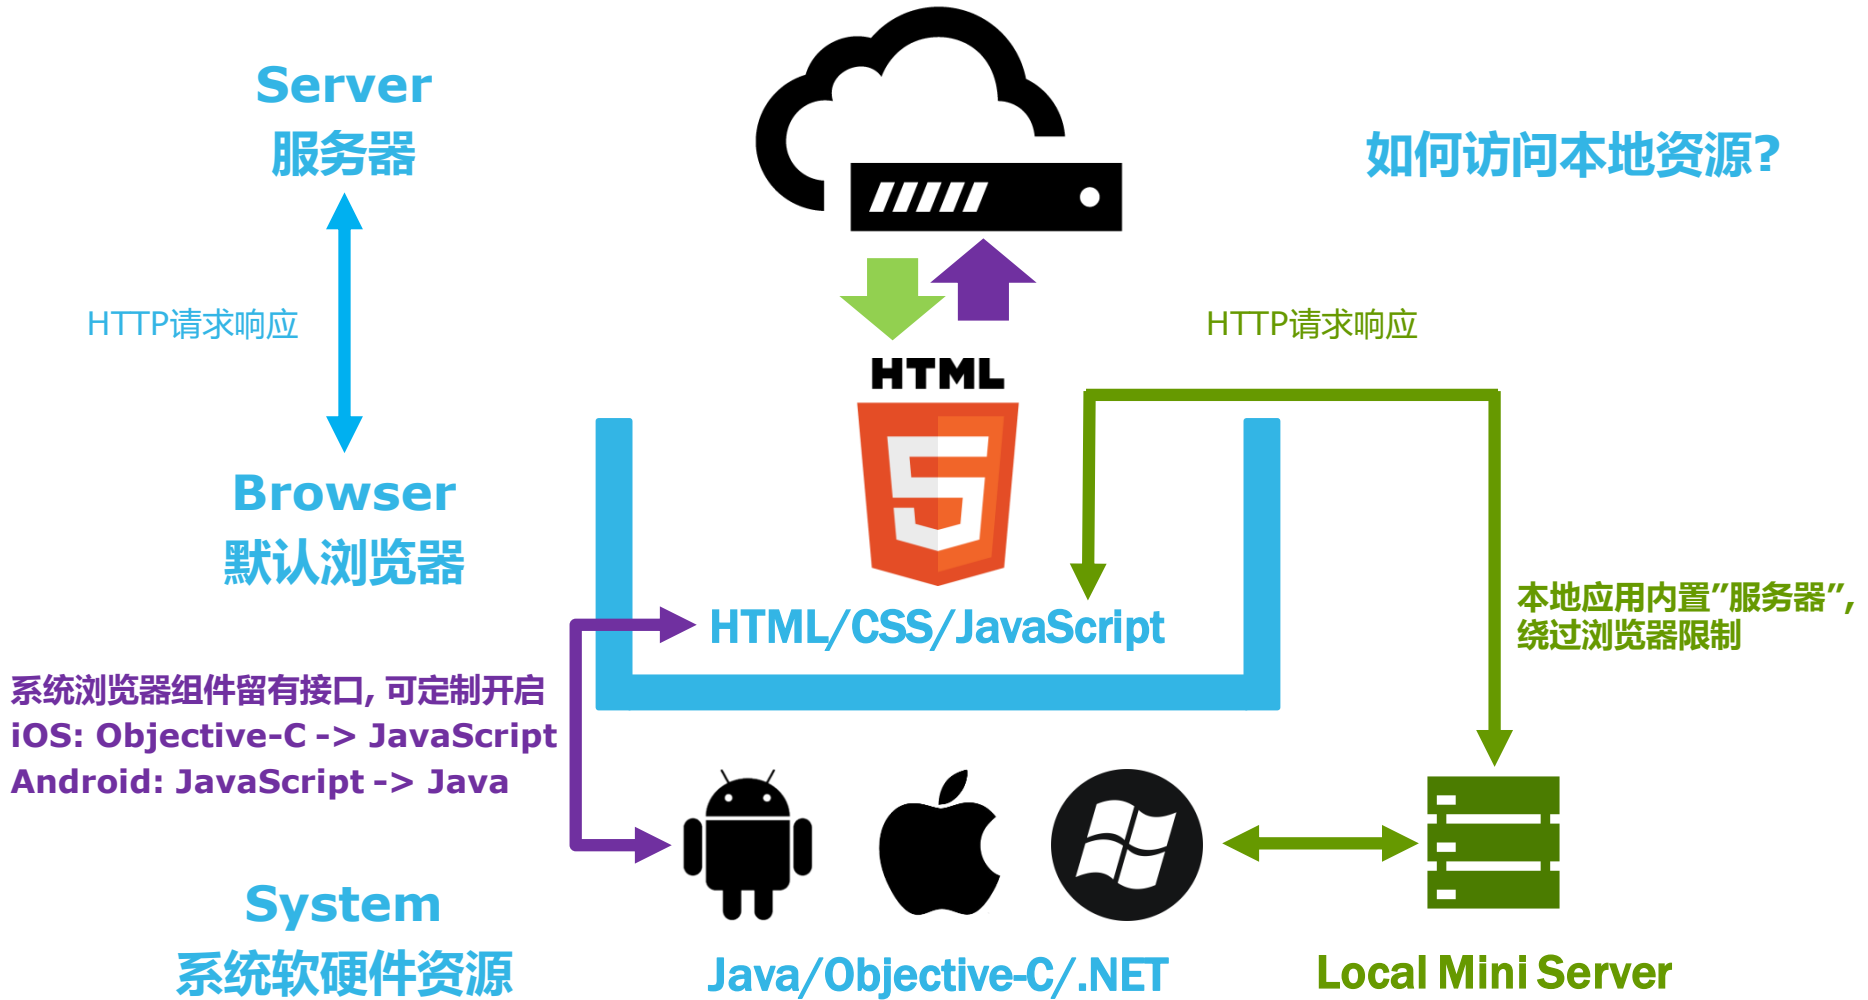 Server
服务器
如何访问本地资源?
HTTP请求响应
HTTP请求响应
HTML
5
Browser
默认浏览器
HTML/CSS/JavaScript
本地应用内置”服务器”,
绕过浏览器限制
系统浏览器组件留有接口, 可定制开启
iOS: Objective-C -> JavaScript
Android: JavaScript -> Java
System
系统软硬件资源
Java/Objective-C/.NET
Local Mini Server